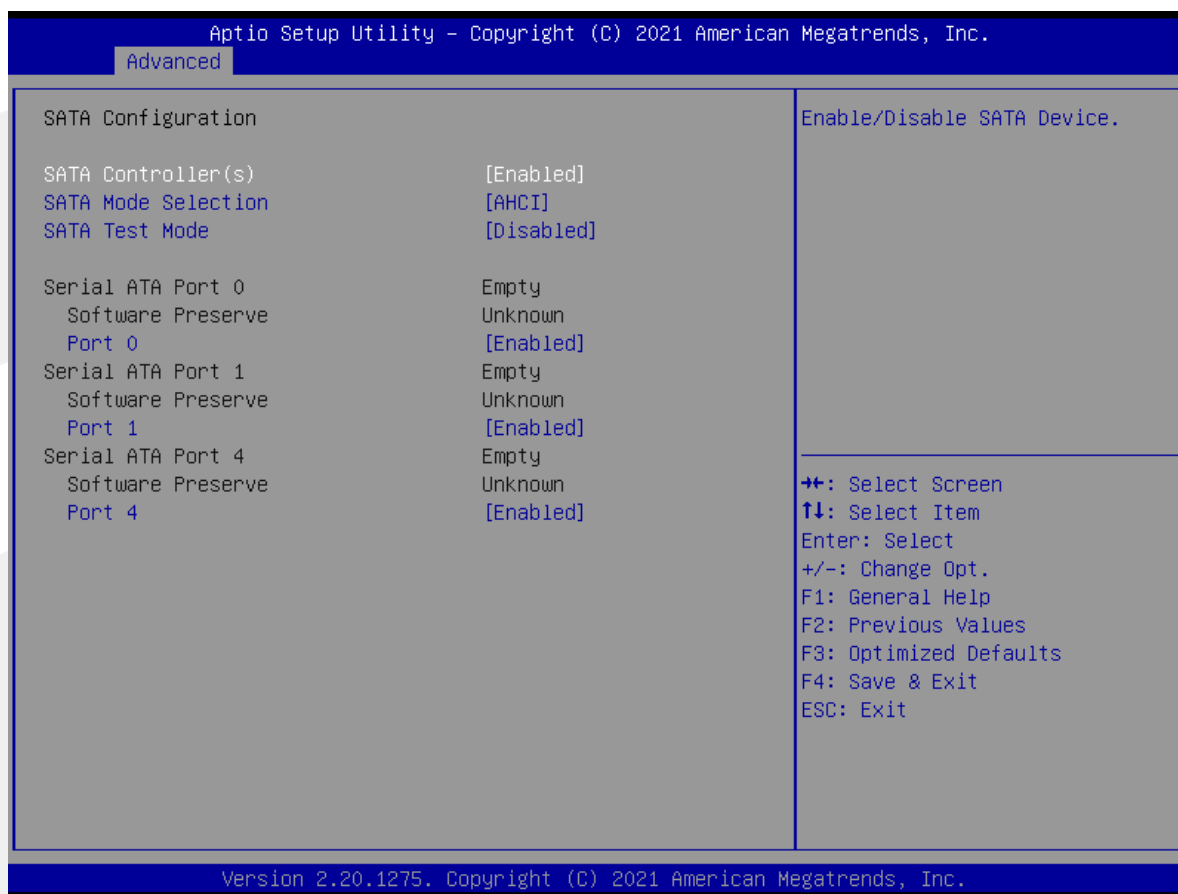 Aptio Setup Utility – Copyright (C) 2021 American Megatrends, Inc.
Advanced
SATA Configuration
SATA Controller(s) [Enabled]
SATA Mode Selection [AHCI]
SATA Test Mode [Disabled]
Serial ATA Port 0 Empty
Software Preserve Unknown
Port 0 [Enabled]
Serial ATA Port 1 Empty
Software Preserve Unknown
Port 1 [Enabled]
Serial ATA Port 4 Empty
Software Preserve Unknown
Port 4 [Enabled]
Enable/Disable SATA Device.
→←: Select Screen
↑↓: Select Item
Enter: Select
+/-: Change Opt.
F1: General Help
F2: Previous Values
F3: Optimized Defaults
F4: Save & Exit
ESC: Exit
Version 2.20.1275. Copyright (C) 2021 American Megatrends, Inc.